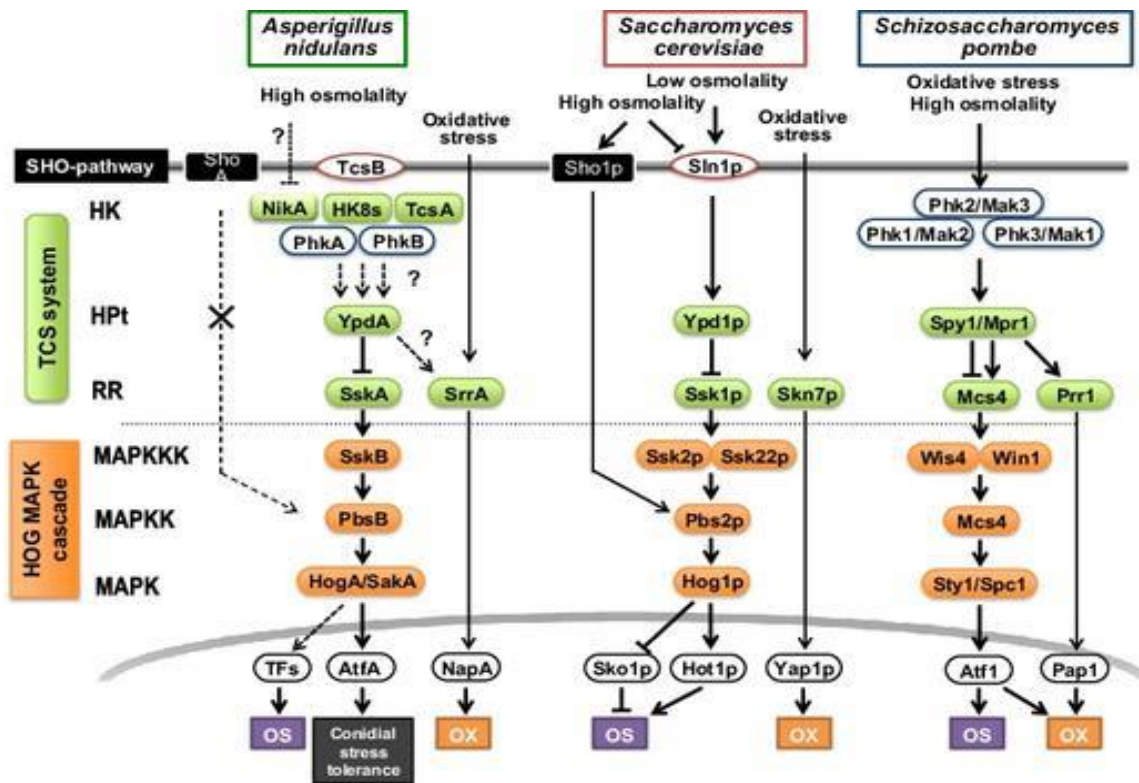 Asperigillus
nidulans
Saccharomyces
cerevisiae
Schizosaccharomyces
pombe
High osmolality
?
Oxidative
stress
Low osmolality
High osmolality
Oxidative
stress
Oxidative stress
High osmolality
SHO-pathway
Sho
A
TcsB
Sho1p
Sln1p
HK
NikA
HK8s
TcsA
PhkA
PhkB
?
Phk2/Mak3
Phk1/Mak2
Phk3/Mak1
TCS system
HPt
YpdA
?
Ypd1p
Spy1/Mpr1
RR
SskA
SrrA
Ssk1p
Skn7p
Mcs4
Prr1
HOG MAPK
cascade
MAPKKK
SskB
Ssk2p
Ssk22p
Wis4
Win1
MAPKK
PbsB
Pbs2p
Mcs4
MAPK
HogA/SakA
Hog1p
Sty1/Spc1
TFs
AtfA
NapA
Sko1p
Hot1p
Yap1p
Atf1
Pap1
OS
Conidial
stress
tolerance
OX
OS
OX
OS
OX